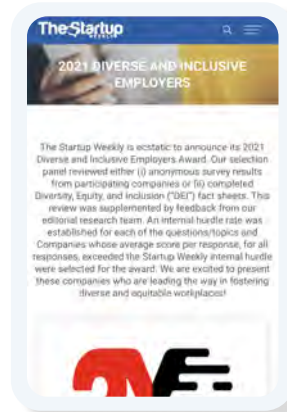 The Startup
WEEKLY
2021 DIVERSE AND INCLUSIVE
EMPLOYERS
The Startup Weekly is ecstatic to announce its 2021
Diverse and Inclusive Employers Award. Our selection
panel reviewed either (i) anonymous survey results
from participating companies or (ii) completed
Diversity, Equity, and Inclusion ("DEI") fact sheets. This
review was supplemented by feedback from our
editorial research team. An internal hurdle rate was
established for each of the questions/topics and
Companies whose average score per response, for all
responses, exceeded the Startup Weekly internal hurdle
were selected for the award. We are excited to present
these companies who are leading the way in fostering
diverse and equitable workplaces!